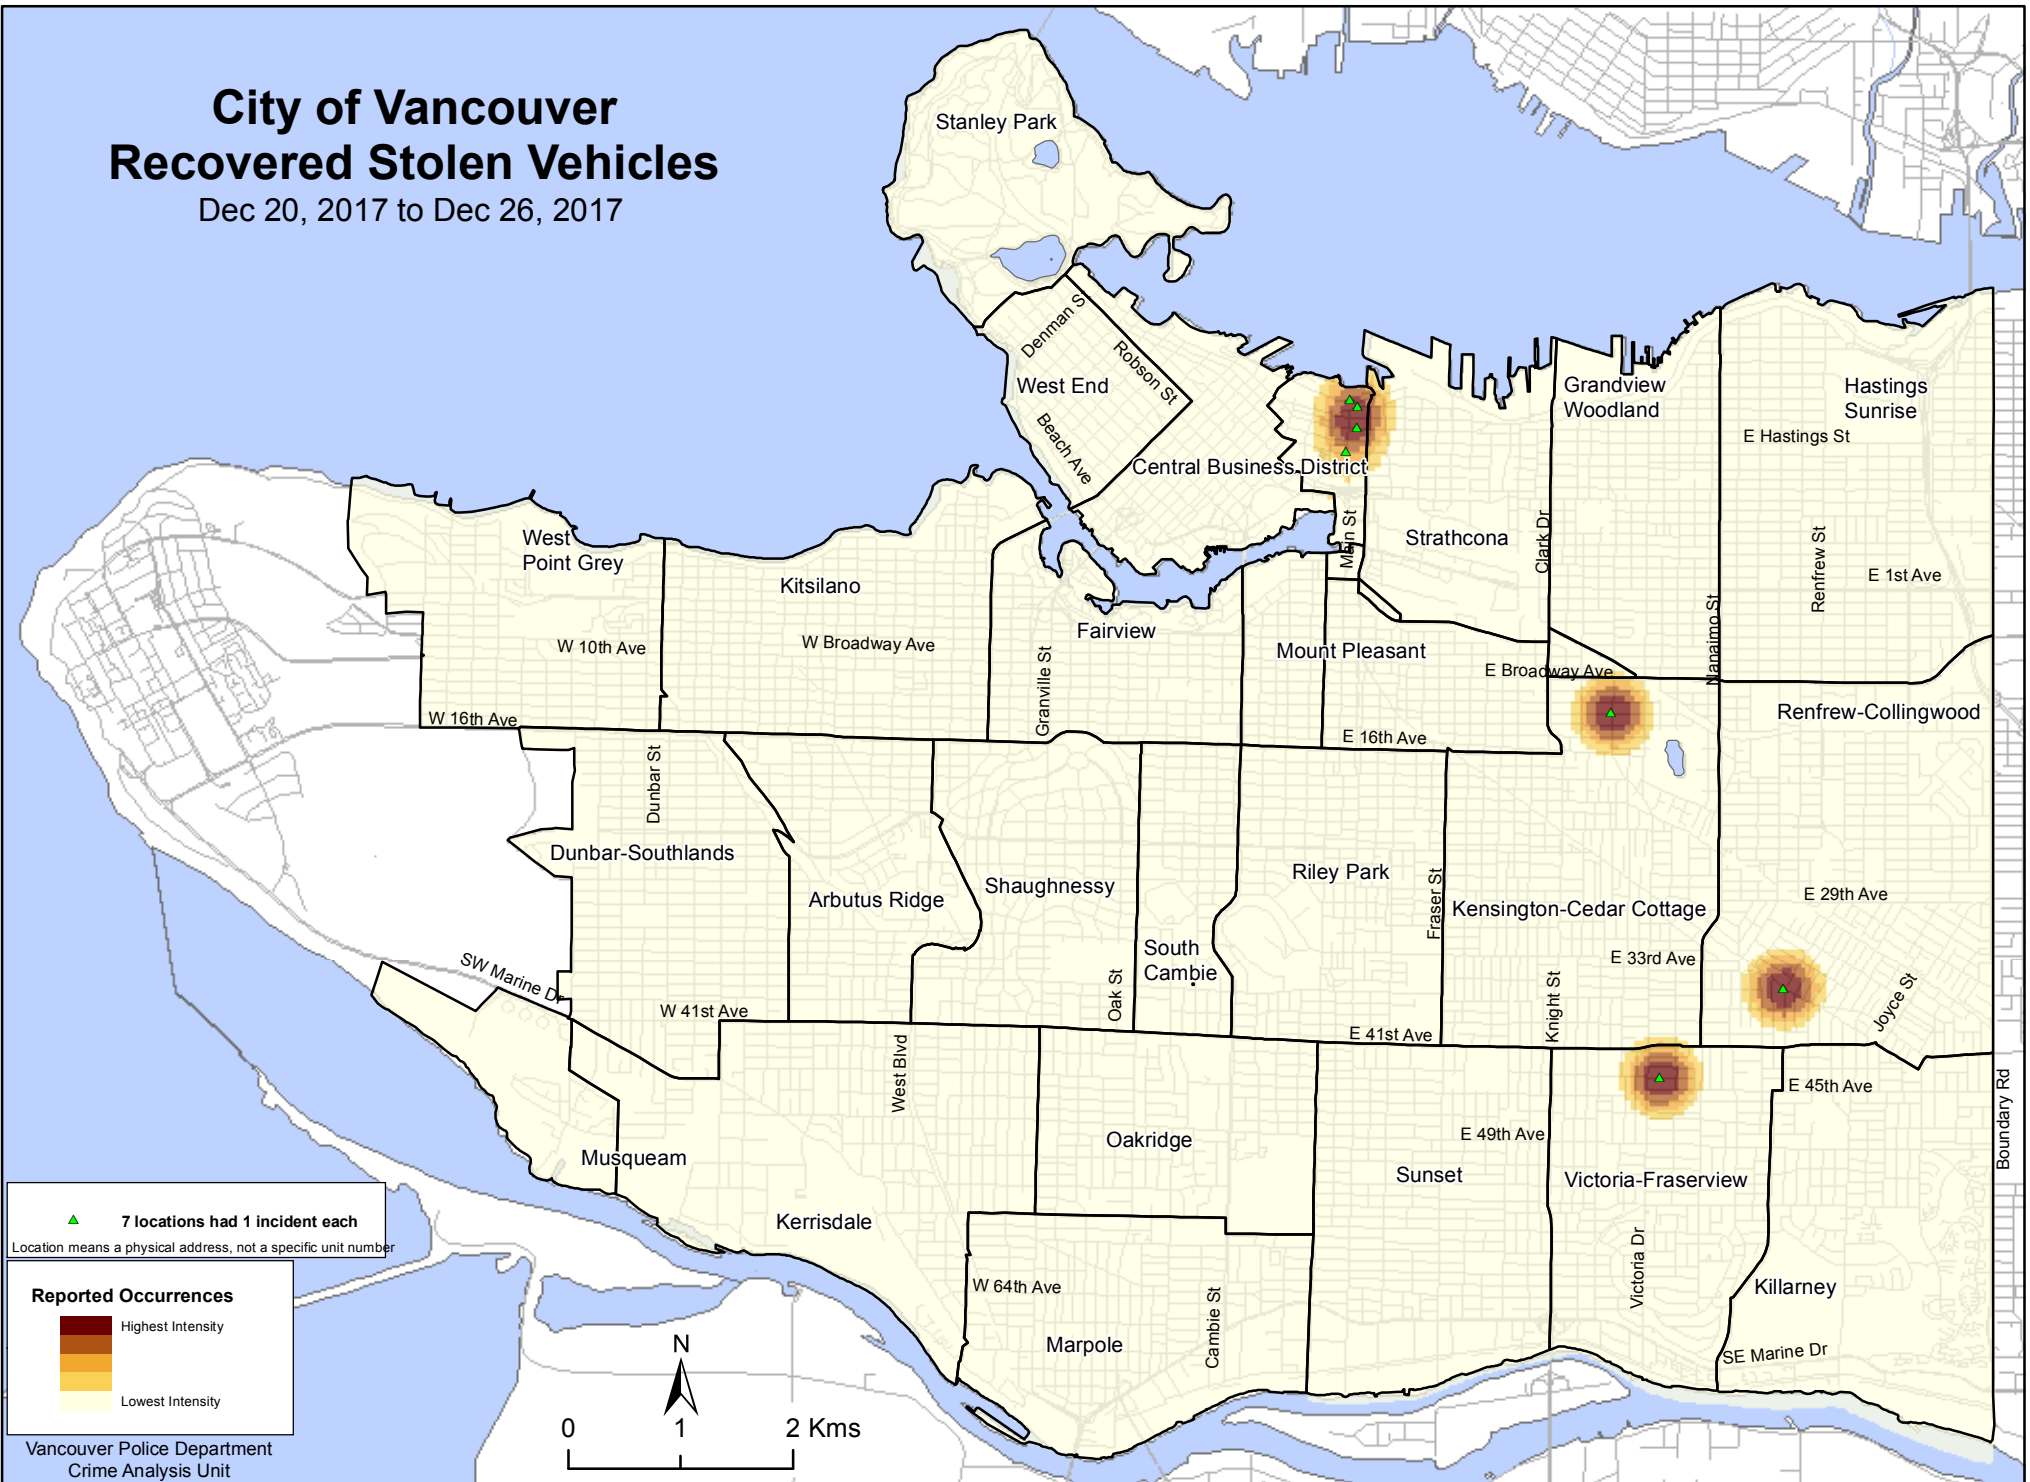 City of Vancouver
Recovered Stolen Vehicles
Dec 20, 2017 to Dec 26, 2017
Stanley Park
Denman S
Robson St
West End
Beach Ave
Central Business District
Main St
Strathcona
Clark Dr
Grandview
Woodland
Hastings
Sunrise
E Hastings St
Renfrew St
E 1st Ave
Nanaimo St
West
Point Grey
Kitsilano
W 10th Ave
W Broadway Ave
Fairview
Granville St
Mount Pleasant
E Broadway Ave
W 16th Ave
E 16th Ave
Renfrew-Collingwood
Dunbar St
Dunbar-Southlands
Arbutus Ridge
Shaughnessy
Riley Park
Fraser St
Kensington-Cedar Cottage
E 29th Ave
South
Cambie
Oak St
E 33rd Ave
Knight St
Joyce St
SW Marine Dr
W 41st Ave
E 41st Ave
West Blvd
E 45th Ave
Boundary Rd
Musqueam
Oakridge
E 49th Ave
Sunset
Victoria-Fraserview
Kerrisdale
Victoria Dr
Killarney
W 64th Ave
Cambie St
Marpole
SE Marine Dr
7 locations had 1 incident each
Location means a physical address, not a specific unit number
Reported Occurrences
Highest Intensity
Lowest Intensity
Vancouver Police Department
Crime Analysis Unit
N
0 1 2 Kms